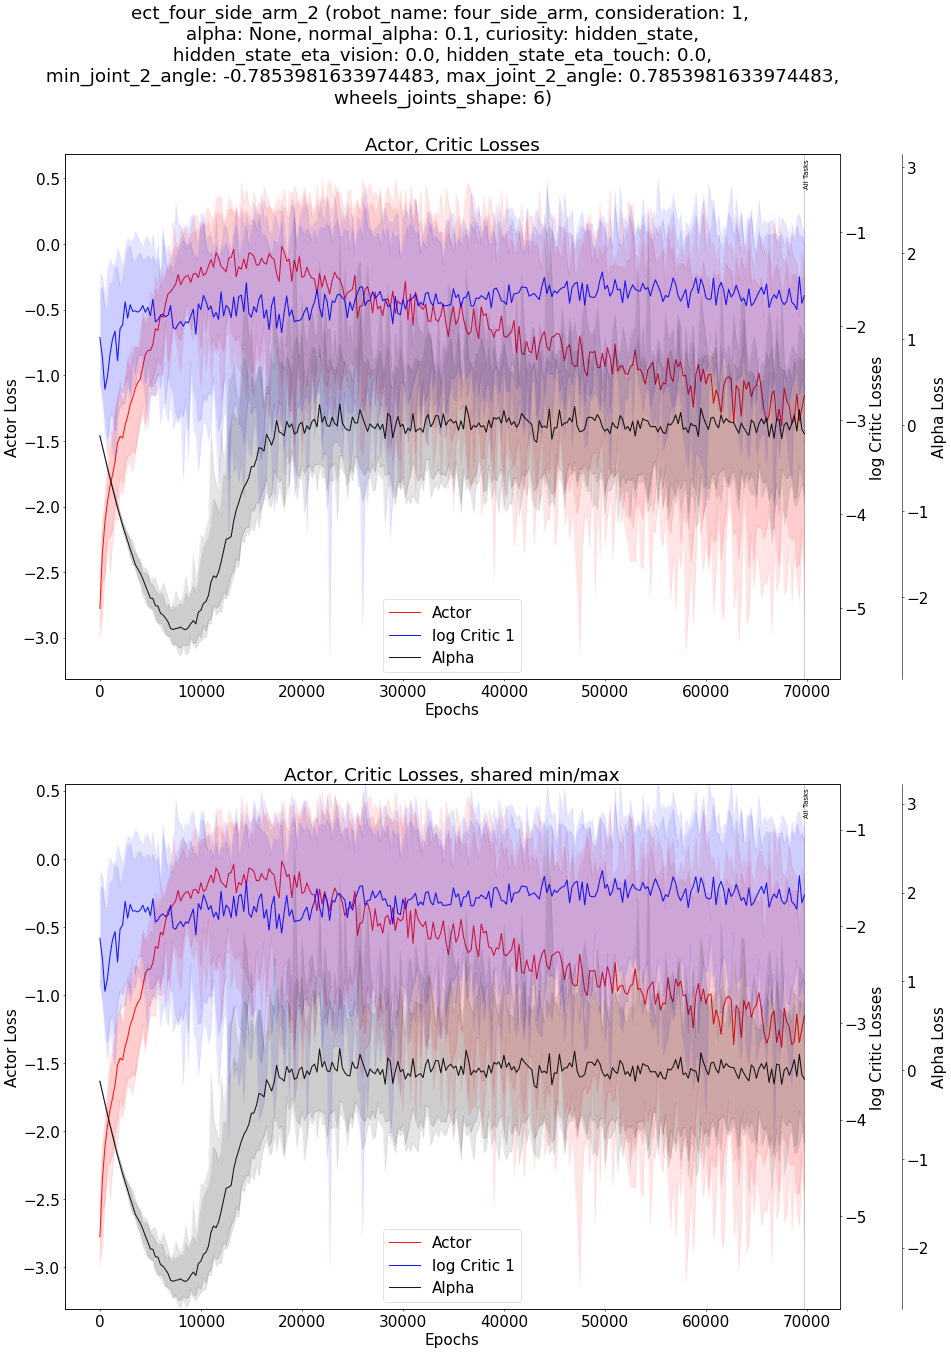 ect_four_side_arm_2 (robot_name: four_side_arm, consideration: 1,
alpha: None, normal_alpha: 0.1, curiosity: hidden_state,
hidden_state_eta_vision: 0.0, hidden_state_eta_touch: 0.0,
min_joint_2_angle: -0.7853981633974483, max_joint_2_angle: 0.7853981633974483,
wheels_joints_shape: 6)
Actor, Critic Losses
All Tasks
Actor Loss
0.5
0.0
−0.5
−1.0
−1.5
−2.0
−2.5
−3.0
log Critic Losses
−1
−2
−3
−4
−5
Alpha Loss
3
2
1
0
−1
−2
Actor
log Critic 1
Alpha
0 10000 20000 30000 40000 50000 60000 70000
Epochs
Actor, Critic Losses, shared min/max
All Tasks
Actor Loss
0.5
0.0
−0.5
−1.0
−1.5
−2.0
−2.5
−3.0
log Critic Losses
−1
−2
−3
−4
−5
Alpha Loss
3
2
1
0
−1
−2
Actor
log Critic 1
Alpha
0 10000 20000 30000 40000 50000 60000 70000
Epochs